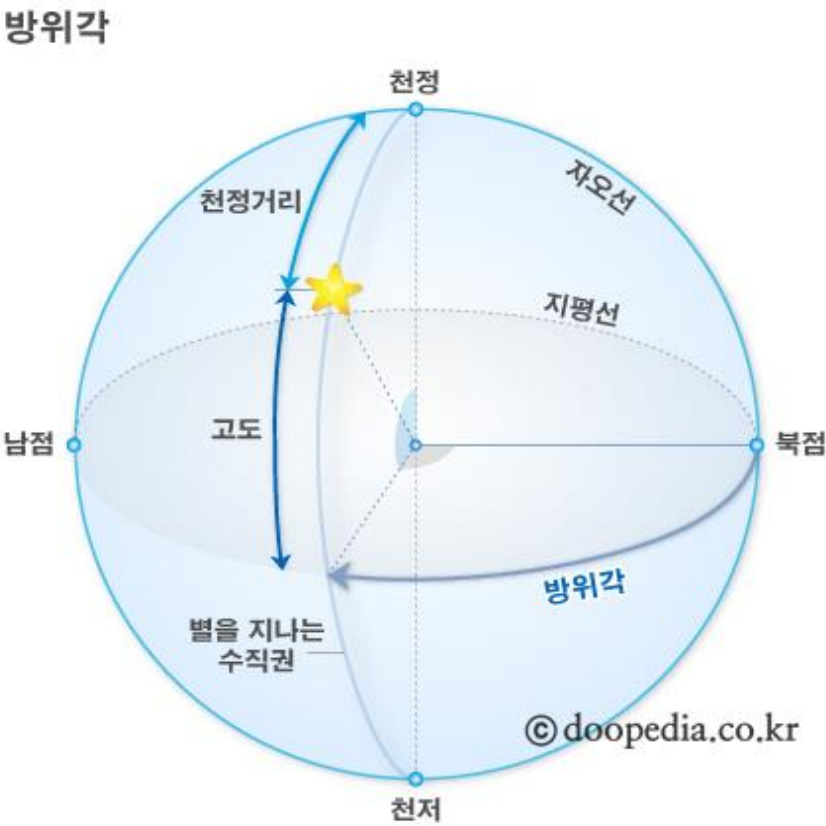 방위각
천정
자오선
천정거리
지평선
고도
남점
북점
방위각
별을 지나는
수직권
ⓒ doopedia.co.kr
천저